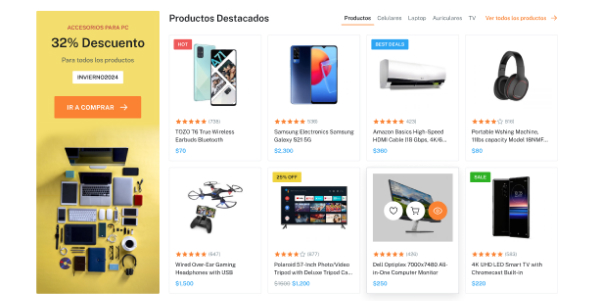 ACCESORIOS PARA PC
32% Descuento
Para todos los productos
INVIERNO2024
IR A COMPRAR
Productos Destacados
Productos
Celulares
Laptop
Auriculares
TV
Ver todos los productos
HOT
(738)
TOZO T6 True Wireless
Earbuds Bluetooth
$70
(536)
Samsung Electronics Samsung
Galaxy S21 5G
$2,300
BEST DEALS
(423)
Amazon Basics High-Speed
HDMI Cable (18 Gbps, 4K/6...
$360
(816)
Portable Washing Machine,
11lbs capacity Model 18NMF...
$80
(647)
Wired Over-Ear Gaming
Headphones with USB
$1,500
25% OFF
(877)
Polaroid 57-Inch Photo/Video
Tripod with Deluxe Tripod Ca...
$1,200
(426)
Dell Optiplex 7000x7480 All-
in-One Computer Monitor
$250
SALE
(583)
4K UHD LED Smart TV with
Chromecast Built-in
$220